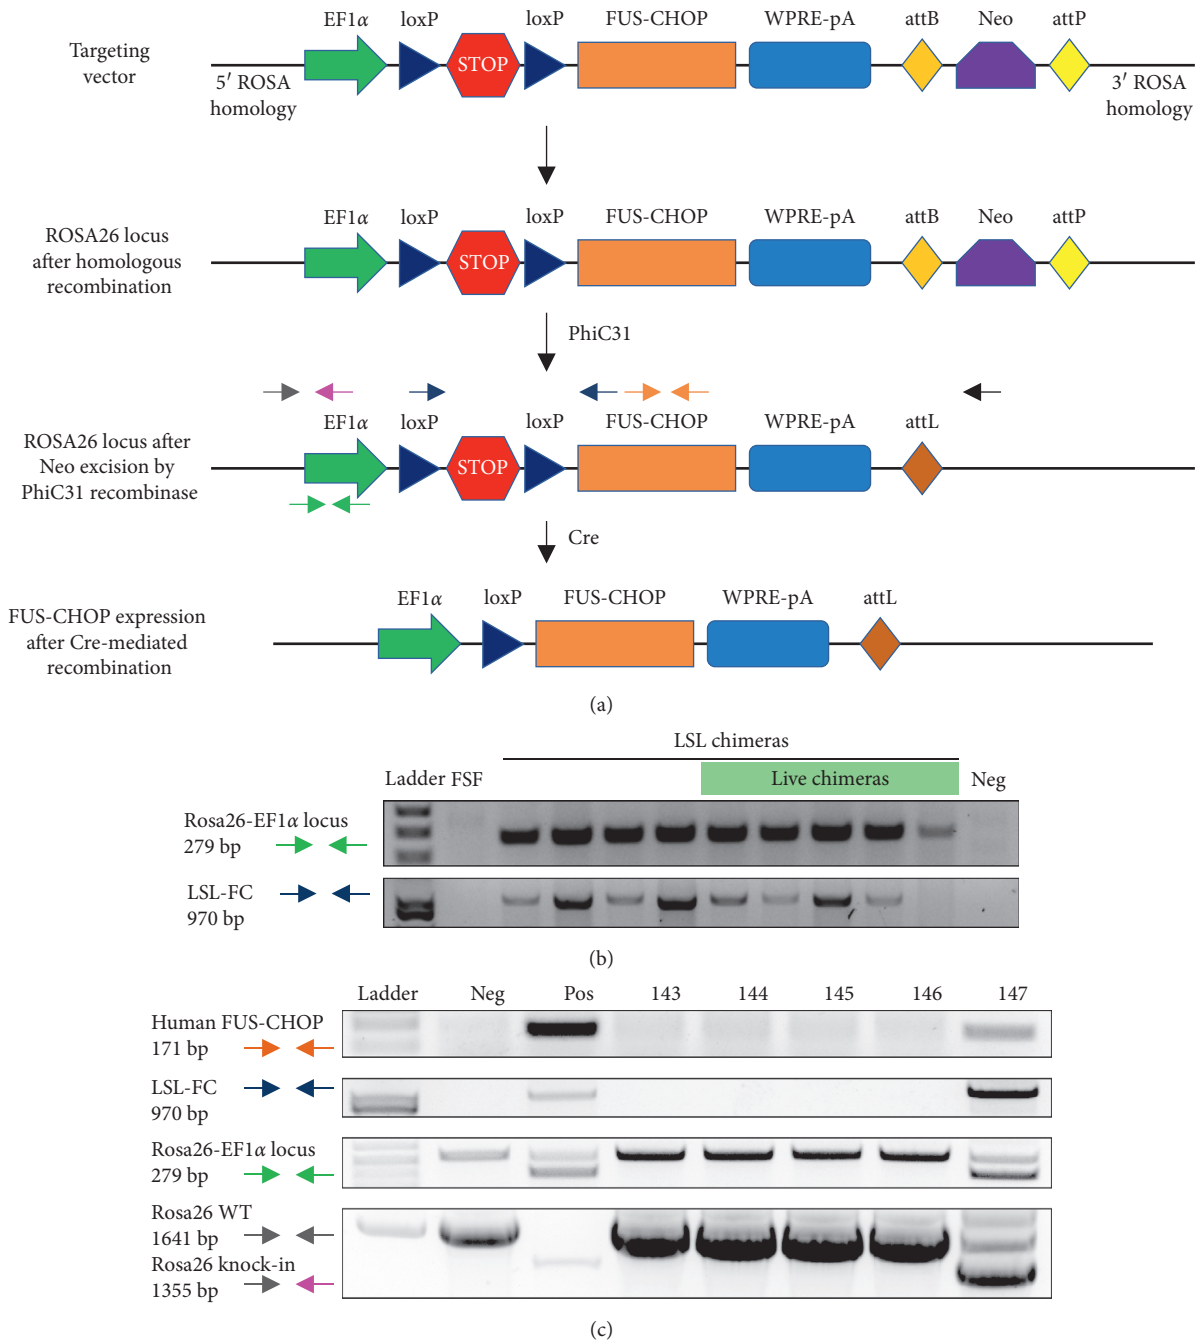 EF1α loxP loxP FUS-CHOP WPRE-pA attB Neo attP
Targeting
vector
STOP
5′ ROSA
homology
3′ ROSA
homology
EF1α loxP loxP FUS-CHOP WPRE-pA attB Neo attP
ROSA26 locus
after homologous
recombination
STOP
PhiC31
EF1α loxP loxP FUS-CHOP WPRE-pA attL
ROSA26 locus after
Neo excision by
PhiC31 recombinase
STOP
Cre
EF1α loxP FUS-CHOP WPRE-pA attL
FUS-CHOP expression
after Cre-mediated
recombination
(a)
LSL chimeras
Ladder FSF Live chimeras Neg
Rosa26-EF1α locus
279 bp
LSL-FC
970 bp
(b)
Ladder Neg Pos 143 144 145 146 147
Human FUS-CHOP
171 bp
LSL-FC
970 bp
Rosa26-EF1α locus
279 bp
Rosa26 WT
1641 bp
Rosa26 knock-in
1355 bp
(c)